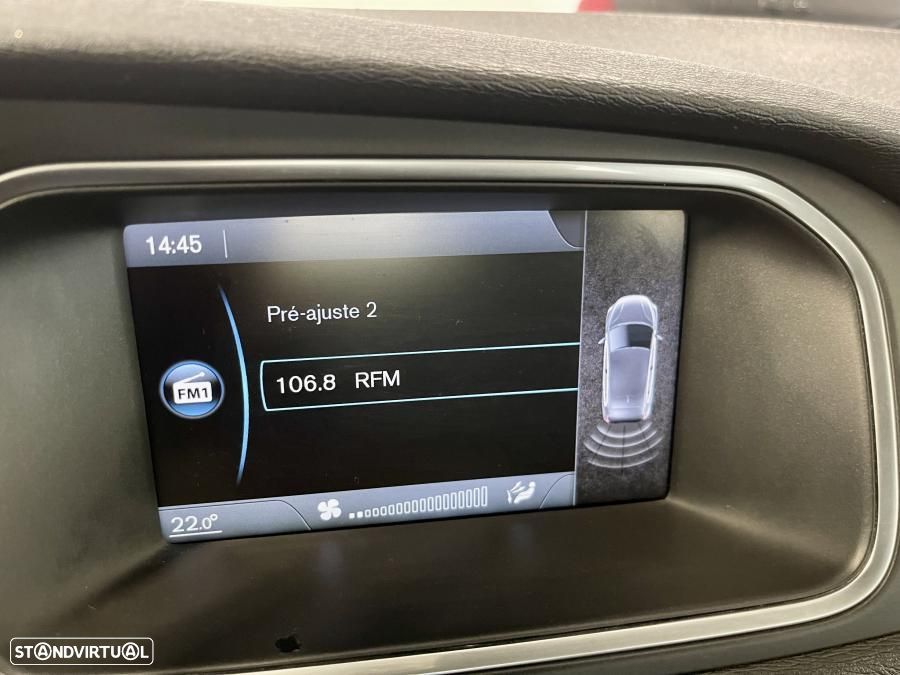 14:45
Pré-ajuste 2
FM1
106.8 RFM
22.0°
STANDVIRTUAL